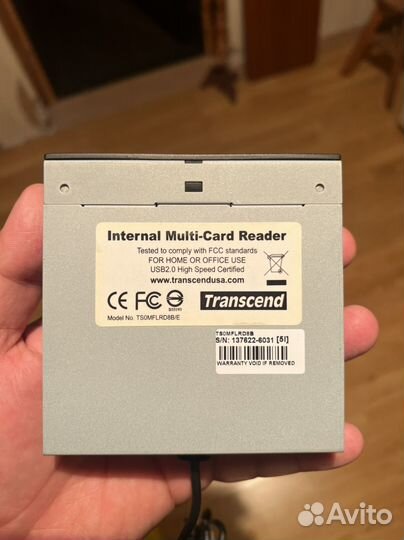 Internal Multi-Card Reader
Tested to comply with FCC standards
FOR HOME OR OFFICE USE
USB2.0 High Speed Certified
www.transcendusa.com
CE FC Transcend
Model No.: TS0MFLRD8B/E
TS0MFLRD8B
S/N: 137622-6031 [5I]
WARRANTY VOID IF REMOVED
Avito